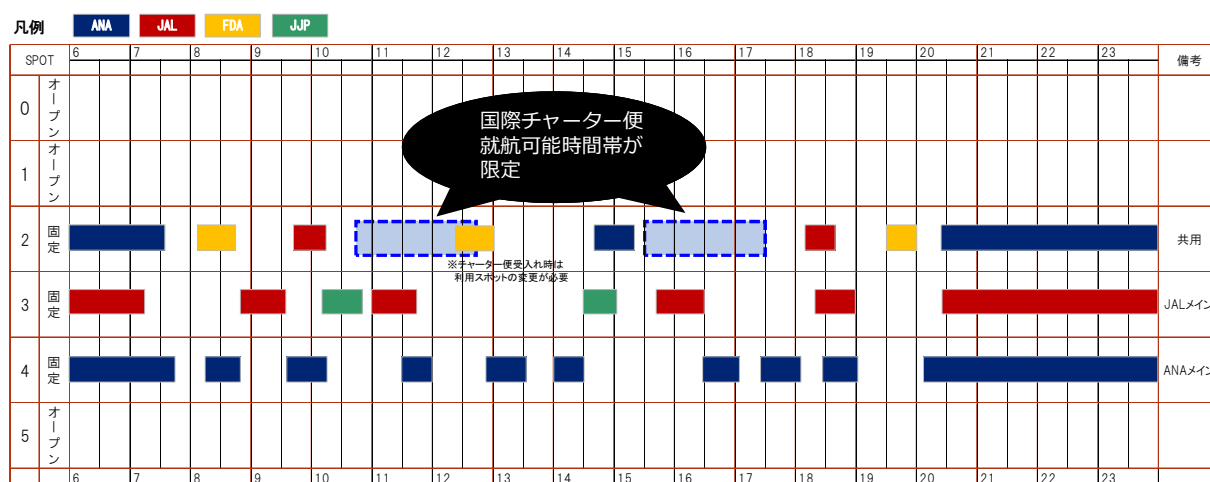 凡例 ANA JAL FDA JJP
SPOT 6 7 8 9 10 11 12 13 14 15 16 17 18 19 20 21 22 23 備考
0 オープン
国際チャーター便
就航可能時間帯が
限定
1 オープン
2 固定 共用
※チャーター便受入れ時は
利用スポットの変更が必要
3 固定 JALメイン
4 固定 ANAメイン
5 オープン
6 7 8 9 10 11 12 13 14 15 16 17 18 19 20 21 22 23